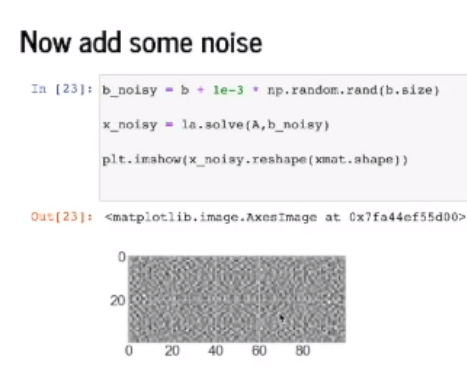 Now add some noise
In [23]: b_noisy = b + 1e-3 * np.random.rand(b.size)
x_noisy = la.solve(A,b_noisy)
plt.imshow(x_noisy.reshape(xmat.shape))
Out[23]: <matplotlib.image.AxesImage at 0x7fa44ef55d00>
0
20
0 20 40 60 80